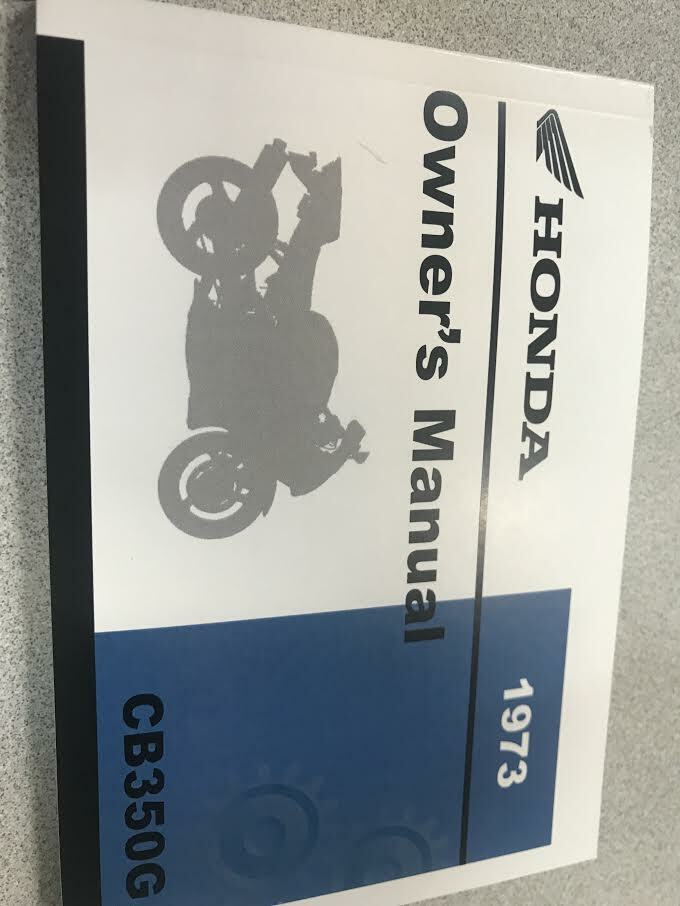 HONDA
1973
Owner's Manual
CB350G